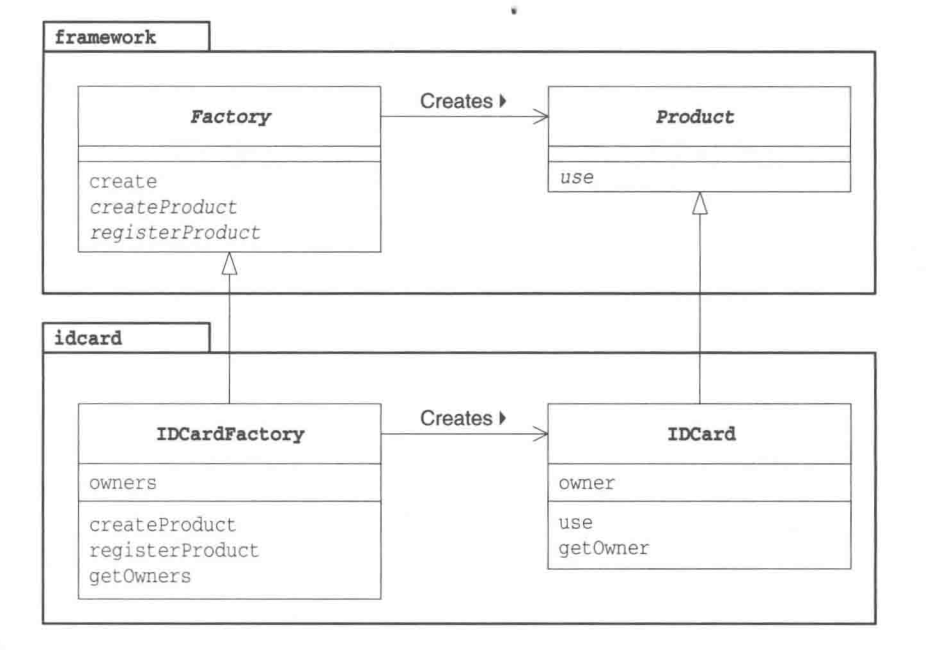 framework
Factory
Creates
Product
create
createProduct
registerProduct
use
idcard
IDCardFactory
Creates
IDCard
owners
owner
createProduct
registerProduct
getOwners
use
getOwner